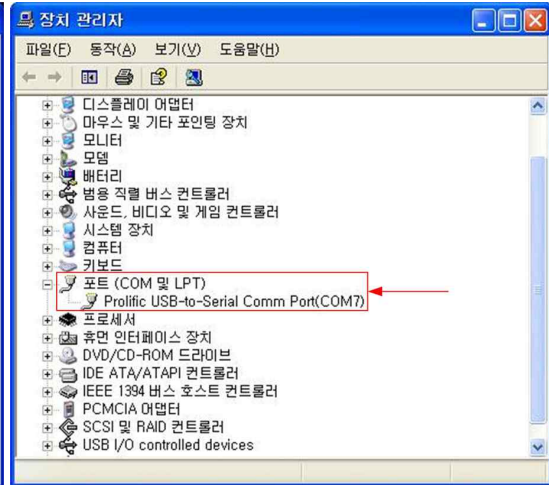 장치 관리자
파일(F) 동작(A) 보기(V) 도움말(H)
디스플레이 어댑터
마우스 및 기타 포인팅 장치
모니터
모뎀
배터리
범용 직렬 버스 컨트롤러
사운드, 비디오 및 게임 컨트롤러
시스템 장치
컴퓨터
키보드
포트 (COM 및 LPT)
Prolific USB-to-Serial Comm Port(COM7)
프로세서
휴먼 인터페이스 장치
DVD/CD-ROM 드라이브
IDE ATA/ATAPI 컨트롤러
IEEE 1394 버스 호스트 컨트롤러
PCMCIA 어댑터
SCSI 및 RAID 컨트롤러
USB I/O controlled devices